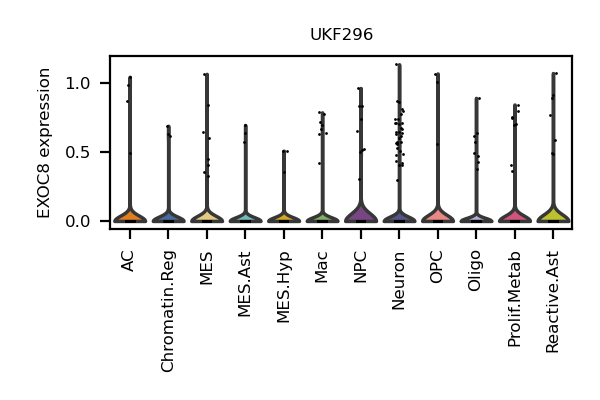 UKF296
EXOC8 expression
1.0
0.5
0.0
AC
Chromatin.Reg
MES
MES.Ast
MES.Hyp
Mac
NPC
Neuron
OPC
Oligo
Prolif.Metab
Reactive.Ast